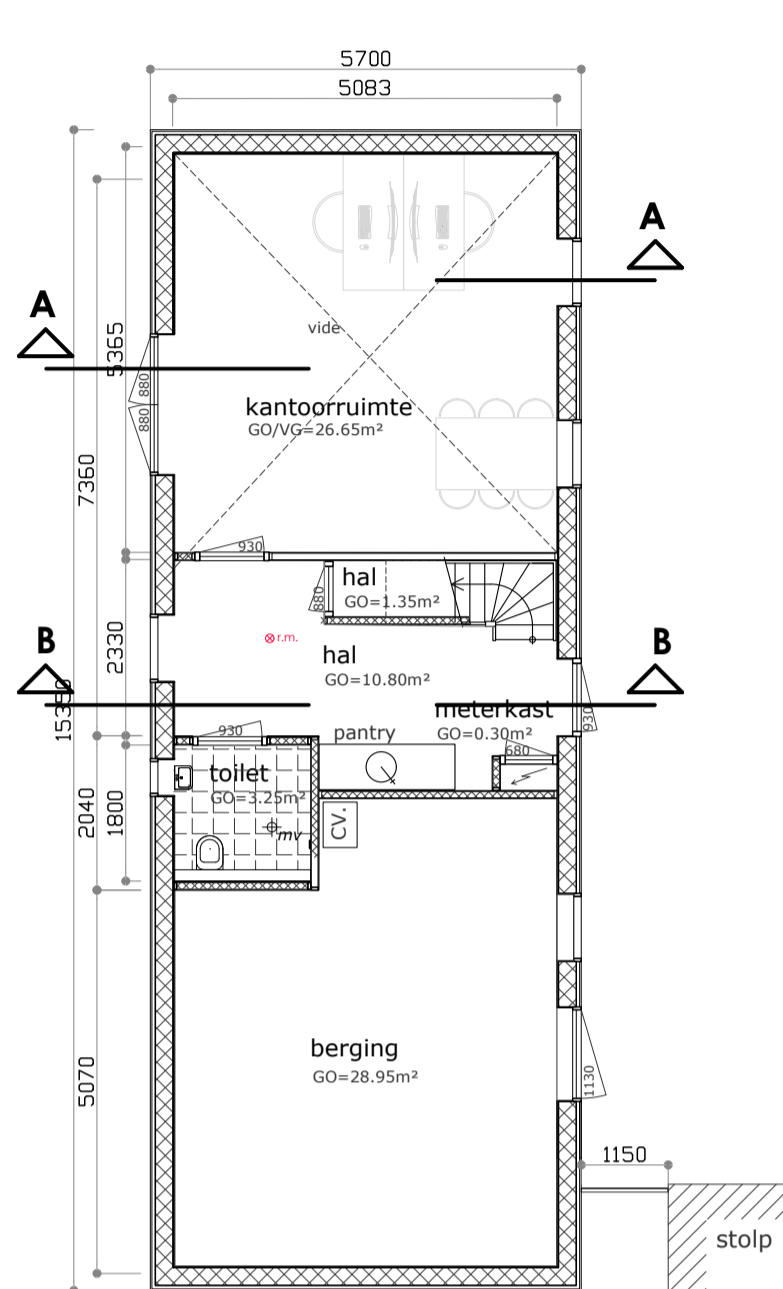 5700
5083
A
A
5365
vide
880
880
kantoorruimte
GO/VG=26.65m²
7360
930
hal
GO=1.35m²
880
r.m.
hal
GO=10.80m²
2330
B
B
15350
meterkast
GO=0.30m²
930
930
pantry
680
toilet
GO=3.25m²
2040
1800
mv
CV.
berging
GO=28.95m²
5070
1130
1150
stolp